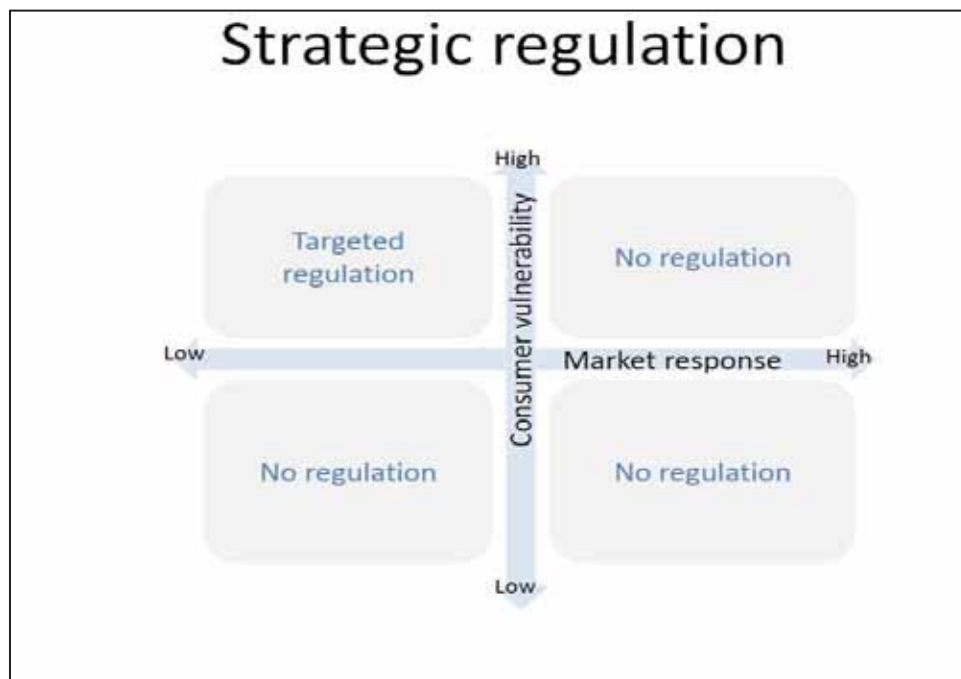 Strategic regulation
High
Targeted
regulation
Consumer vulnerability
No regulation
Low
Market response
High
No regulation
No regulation
Low